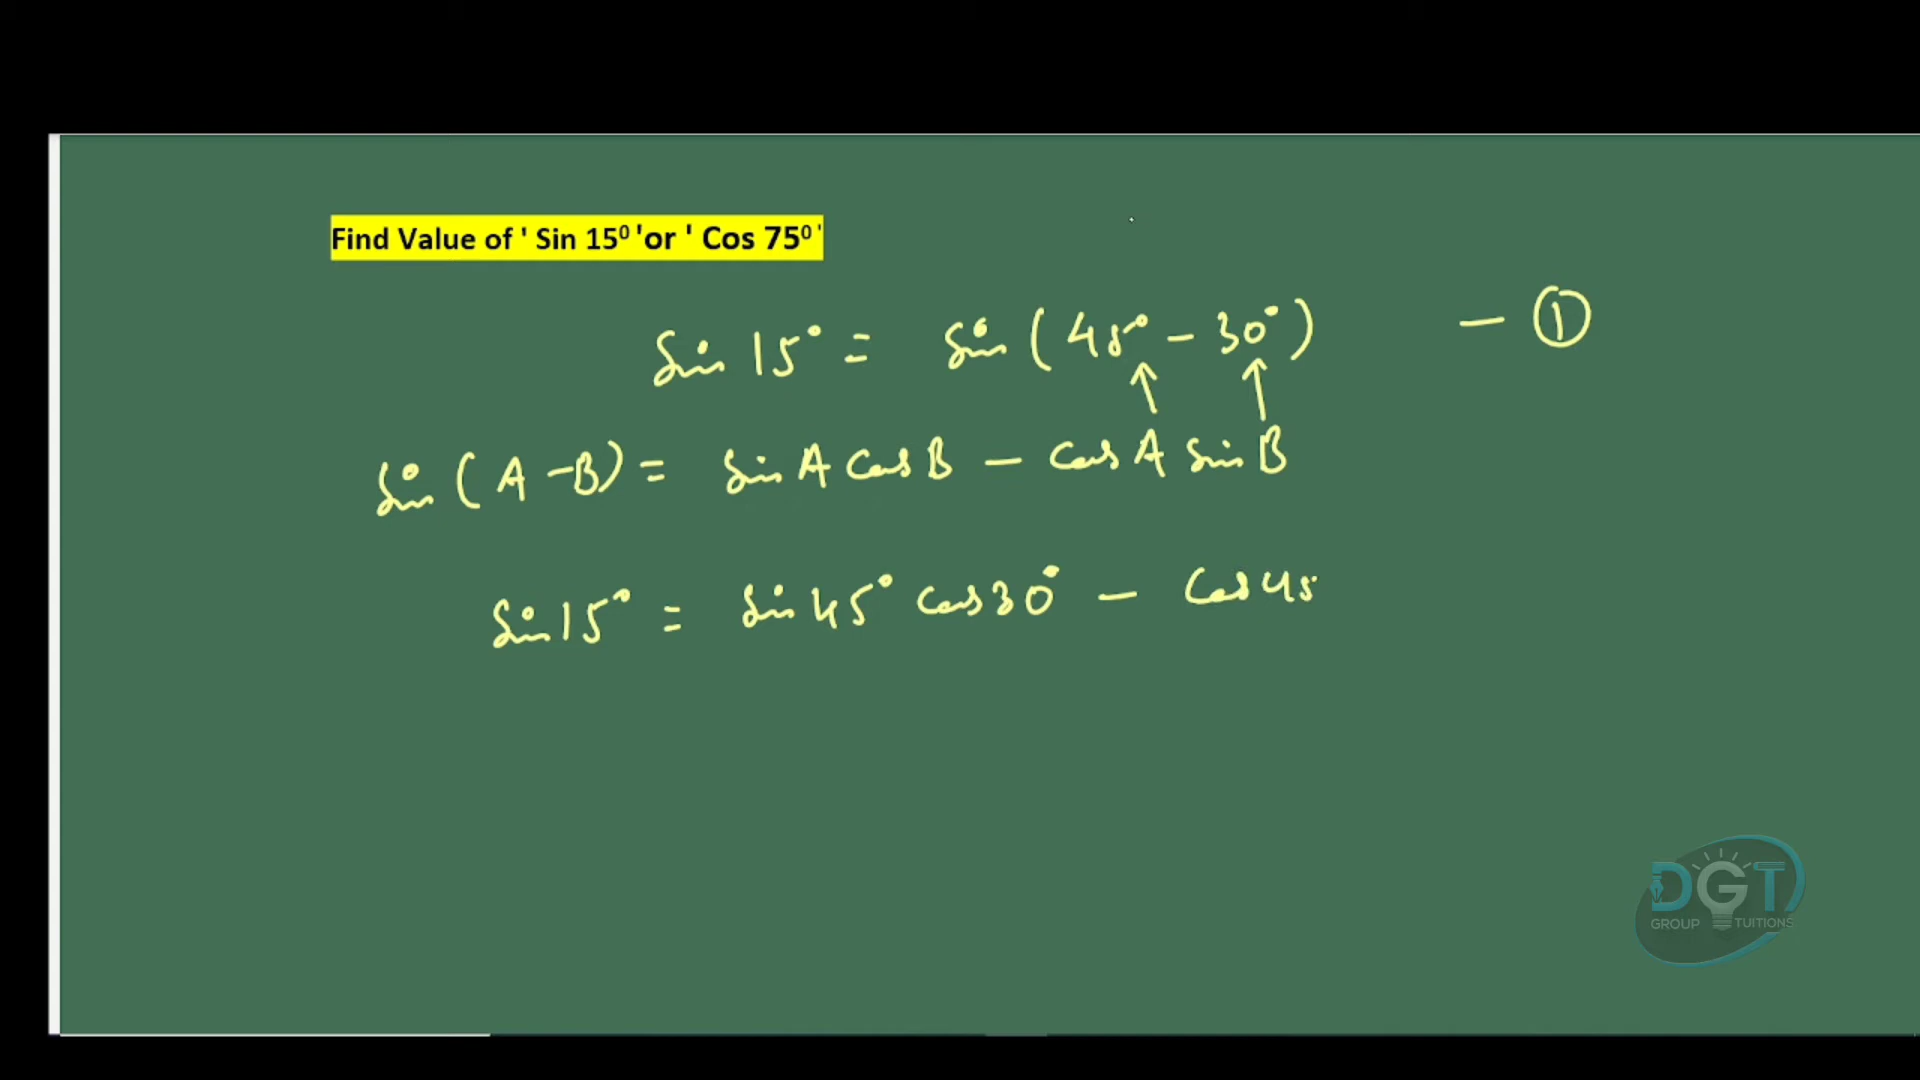 Find Value of ' Sin 15⁰ 'or ' Cos 75⁰ '
Sin 15° = Sin (45° - 30°) - ①
Sin (A - B) = Sin A Cos B - Cos A Sin B
Sin 15° = Sin 45° Cos 30° - Cos 45
DGT
GROUP TUITIONS